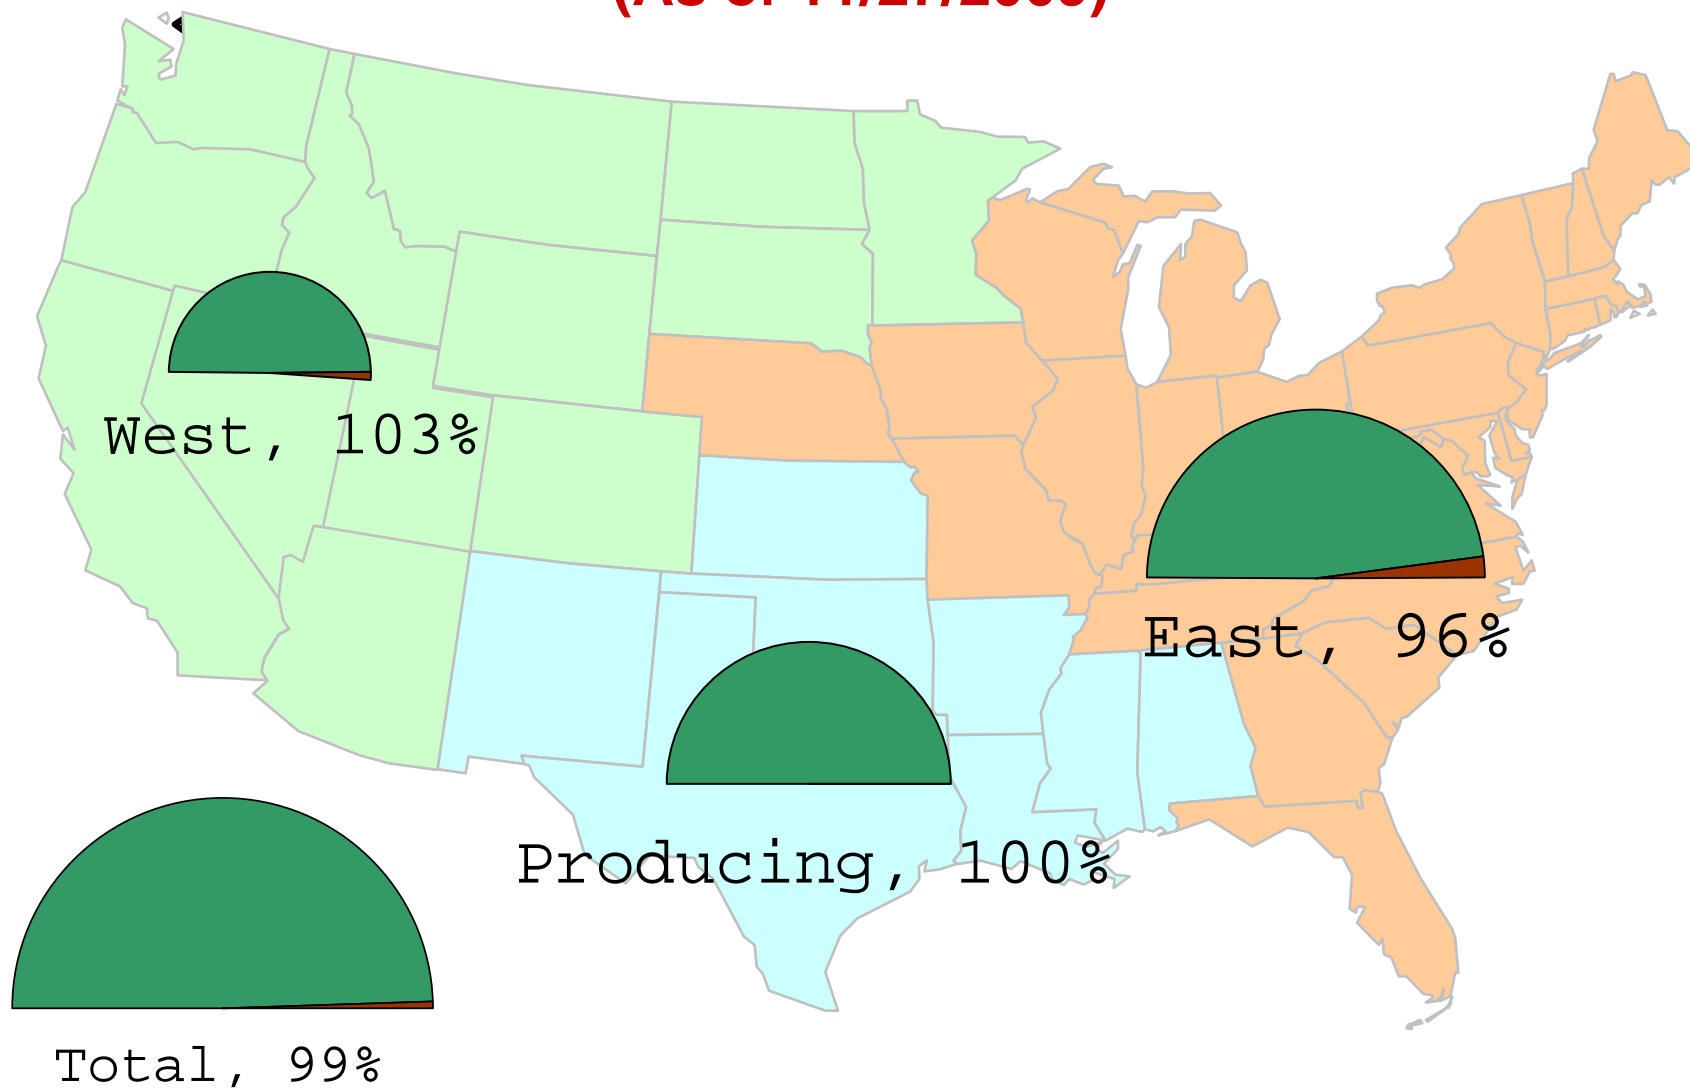 West, 103%
East, 96%
Producing, 100%
Total, 99%